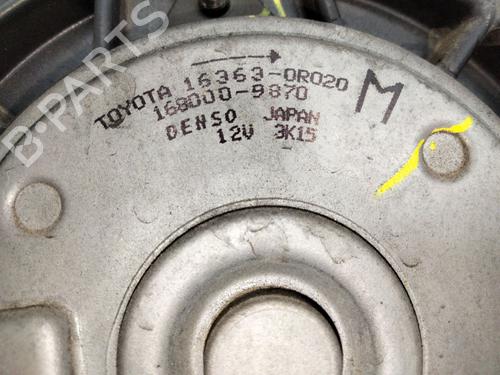 TOYOTA 16363-0R020
168000-9870
DENSO JAPAN
12V 3K15
M
B-PARTS